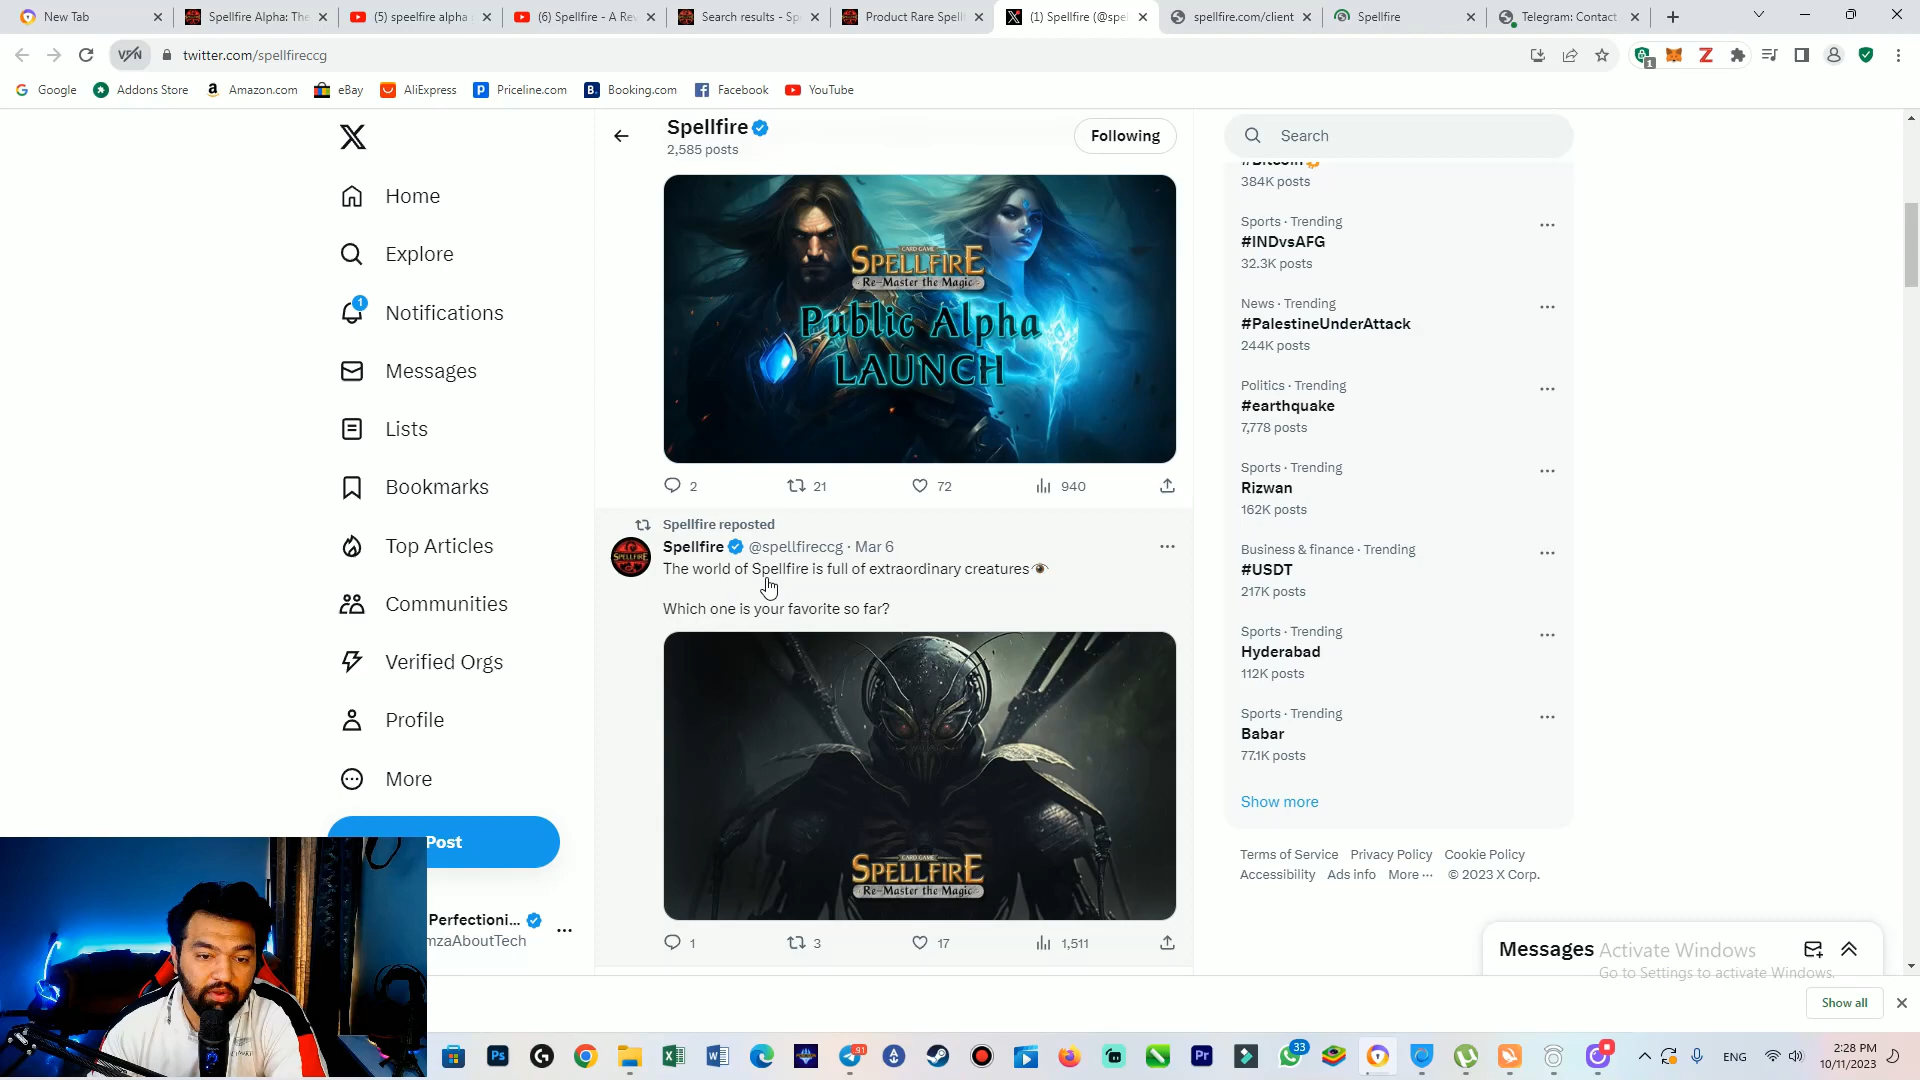 New Tab
Spellfire Alpha: The
(5) speelfire alpha
(6) Spellfire - A Rev
Search results - Sp
Product Rare Spell
(1) Spellfire (@spel
spellfire.com/client
Spellfire
Telegram: Contact
VPN
twitter.com/spellfireccg
1
Z
Google
Addons Store
Amazon.com
eBay
AliExpress
Priceline.com
Booking.com
Facebook
YouTube
Home
Explore
1
Notifications
Messages
Lists
Bookmarks
Top Articles
Communities
Verified Orgs
Profile
More
Post
Perfectioni...
mzaAboutTech
Spellfire
2,585 posts
Following
CARD GAME
SPELLFIRE
Re-Master the Magic
Public Alpha
LAUNCH
2
21
72
940
Spellfire reposted
Spellfire @spellfireccg · Mar 6
The world of Spellfire is full of extraordinary creatures👁️
Which one is your favorite so far?
CARD GAME
SPELLFIRE
Re-Master the Magic
1
3
17
1,511
Search
#Bitcoin
384K posts
Sports · Trending
#INDvsAFG
32.3K posts
News · Trending
#PalestineUnderAttack
244K posts
Politics · Trending
#earthquake
7,778 posts
Sports · Trending
Rizwan
162K posts
Business & finance · Trending
#USDT
217K posts
Sports · Trending
Hyderabad
112K posts
Sports · Trending
Babar
77.1K posts
Show more
Terms of Service Privacy Policy Cookie Policy
Accessibility Ads info More ··· © 2023 X Corp.
Messages
Activate Windows
Go to Settings to activate Windows.
Show all
Ps
91
Pr
33
ENG
2:28 PM
10/11/2023